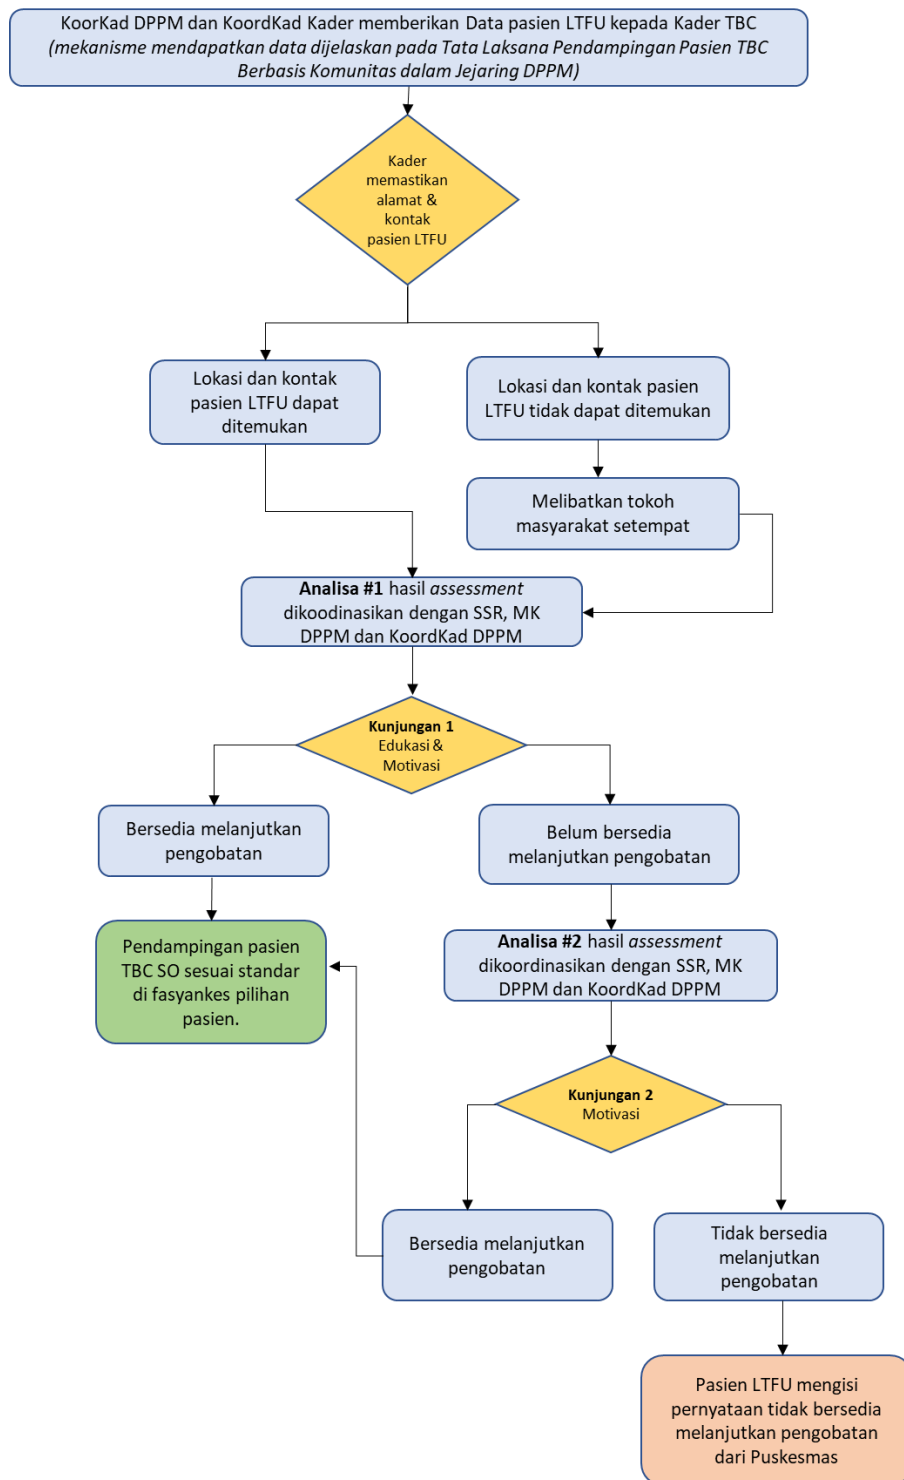 KoorKad DPPM dan KoordKad Kader memberikan Data pasien LTFU kepada Kader TBC
(mekanisme mendapatkan data dijelaskan pada Tata Laksana Pendampingan Pasien TBC
Berbasis Komunitas dalam Jejaring DPPM)
Kader
memastikan
alamat &
kontak
pasien LTFU
Lokasi dan kontak
pasien LTFU dapat
ditemukan
Lokasi dan kontak pasien
LTFU tidak dapat ditemukan
Melibatkan tokoh
masyarakat setempat
Analisa #1 hasil assessment
dikoodinasikan dengan SSR, MK
DPPM dan KoordKad DPPM
Kunjungan 1
Edukasi &
Motivasi
Bersedia melanjutkan
pengobatan
Belum bersedia
melanjutkan pengobatan
Pendampingan pasien
TBC SO sesuai standar
di fasyankes pilihan
pasien.
Analisa #2 hasil assessment
dikoordinasikan dengan SSR, MK
DPPM dan KoordKad DPPM
Kunjungan 2
Motivasi
Bersedia melanjutkan
pengobatan
Tidak bersedia
melanjutkan
pengobatan
Pasien LTFU mengisi
pernyataan tidak bersedia
melanjutkan pengobatan
dari Puskesmas